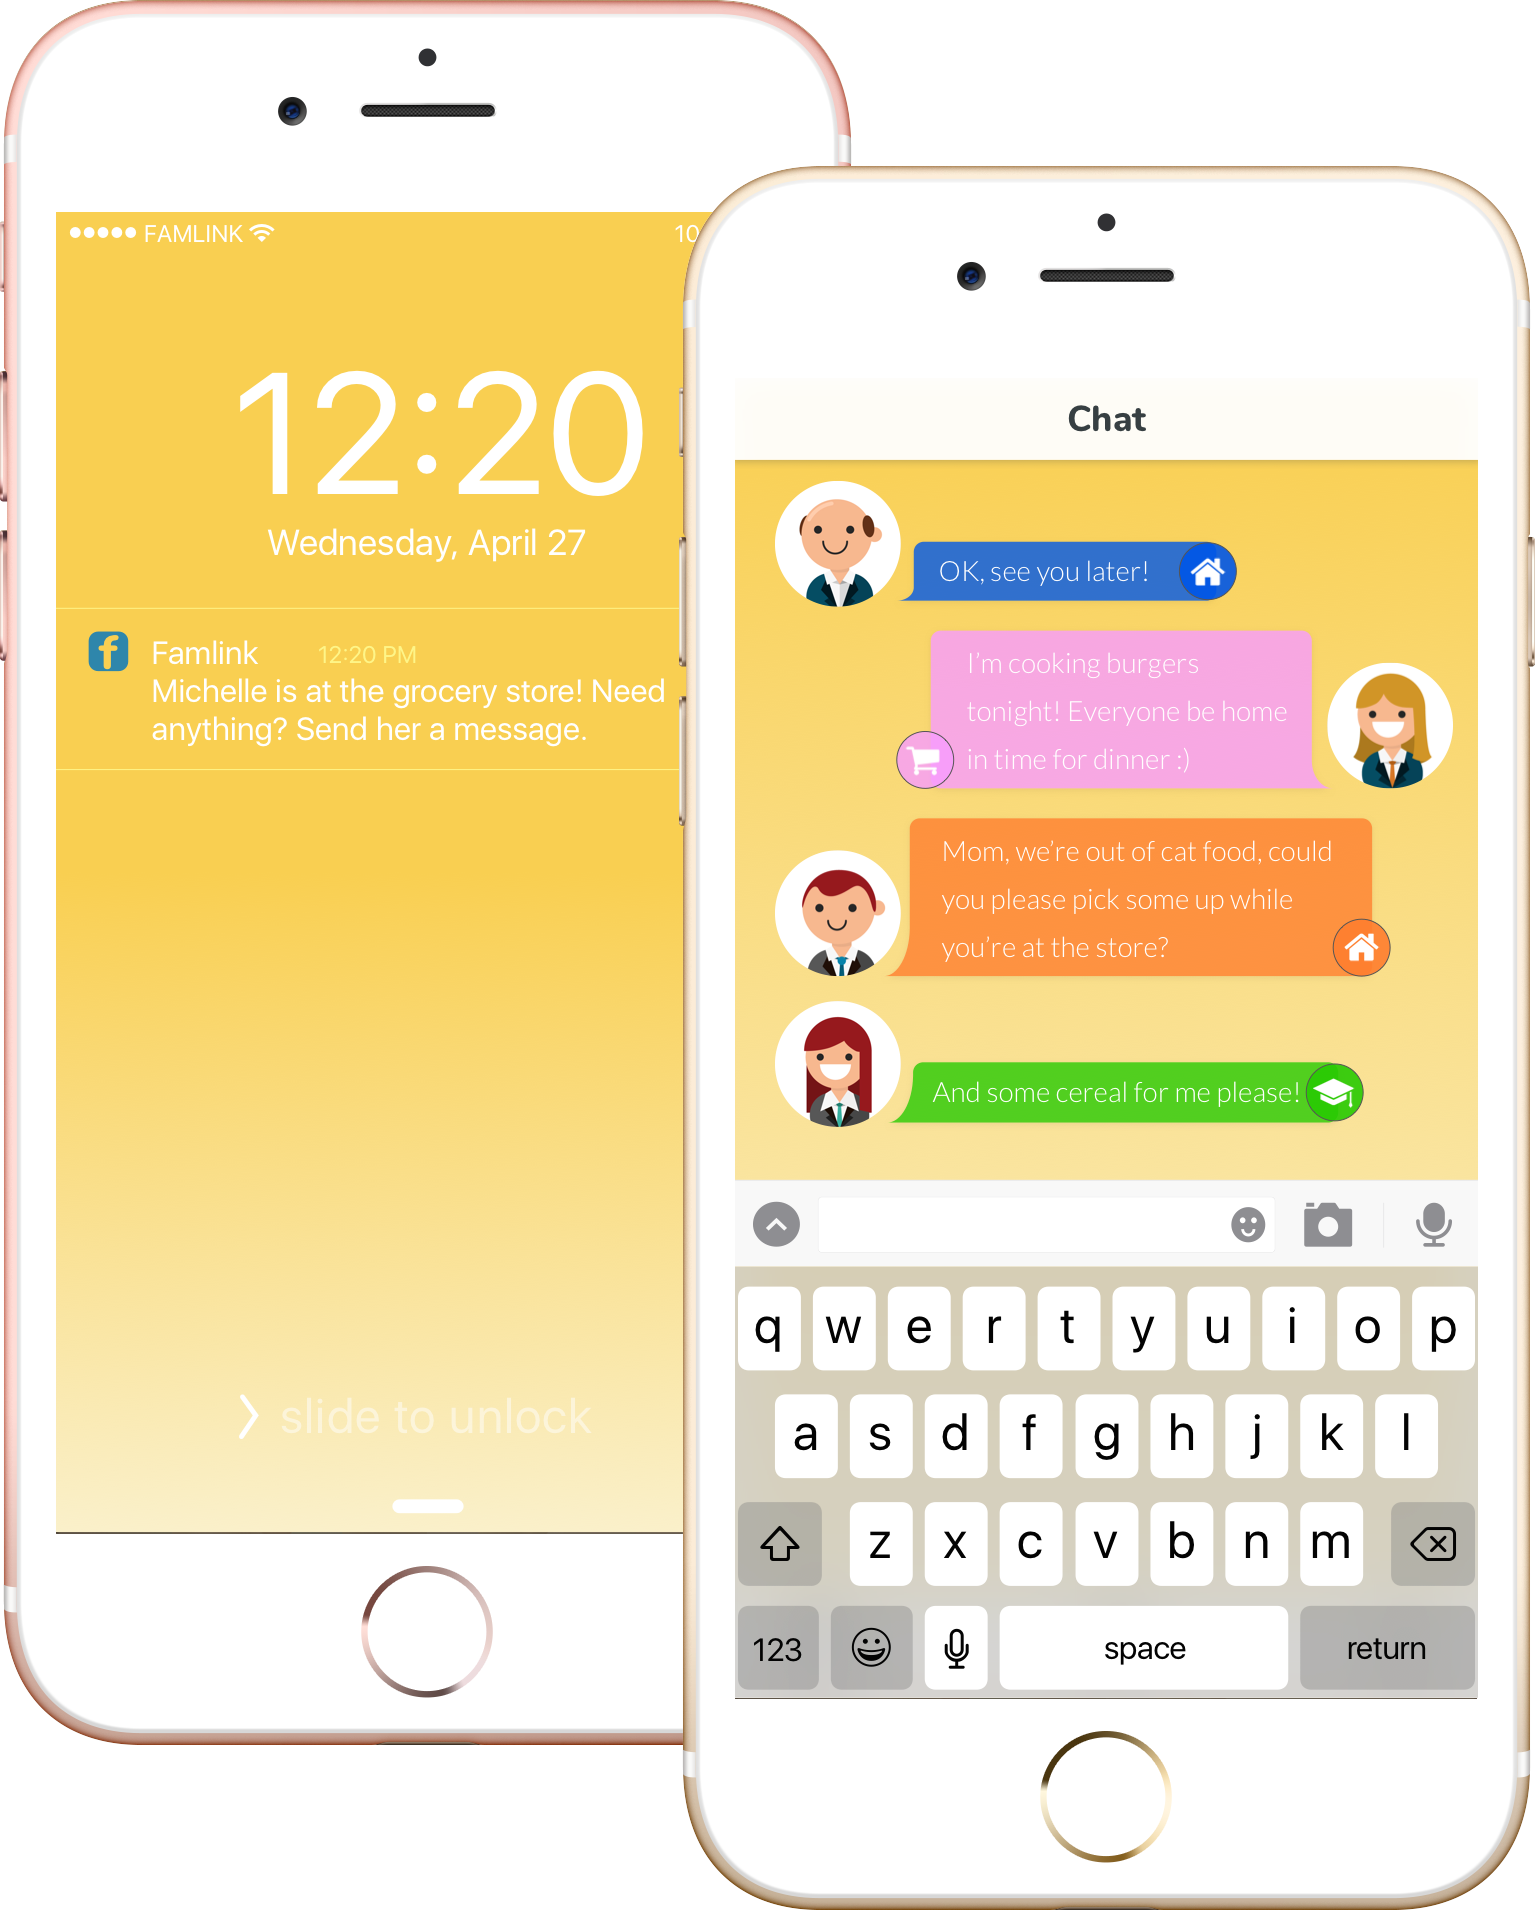 FAMLINK
10
12:20
Wednesday, April 27
f
Famlink 12:20 PM
Michelle is at the grocery store! Need
anything? Send her a message.
slide to unlock
Chat
OK, see you later!
I’m cooking burgers
tonight! Everyone be home
in time for dinner :)
Mom, we’re out of cat food, could
you please pick some up while
you’re at the store?
And some cereal for me please!
q w e r t y u i o p
a s d f g h j k l
z x c v b n m
123 space return